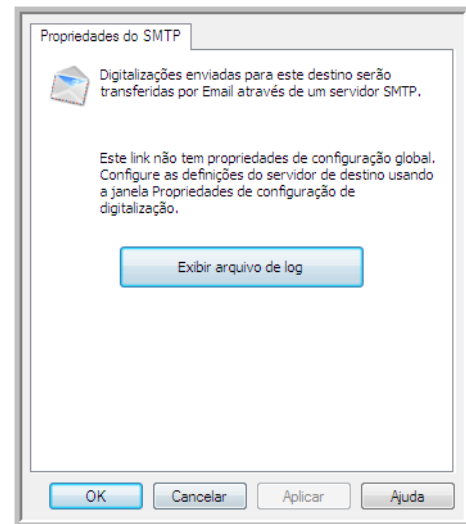 Propriedades do SMTP
Digitalizações enviadas para este destino serão
transferidas por Email através de um servidor SMTP.
Este link não tem propriedades de configuração global.
Configure as definições do servidor de destino usando
a janela Propriedades de configuração de
digitalização.
Exibir arquivo de log
OK Cancelar Aplicar Ajuda